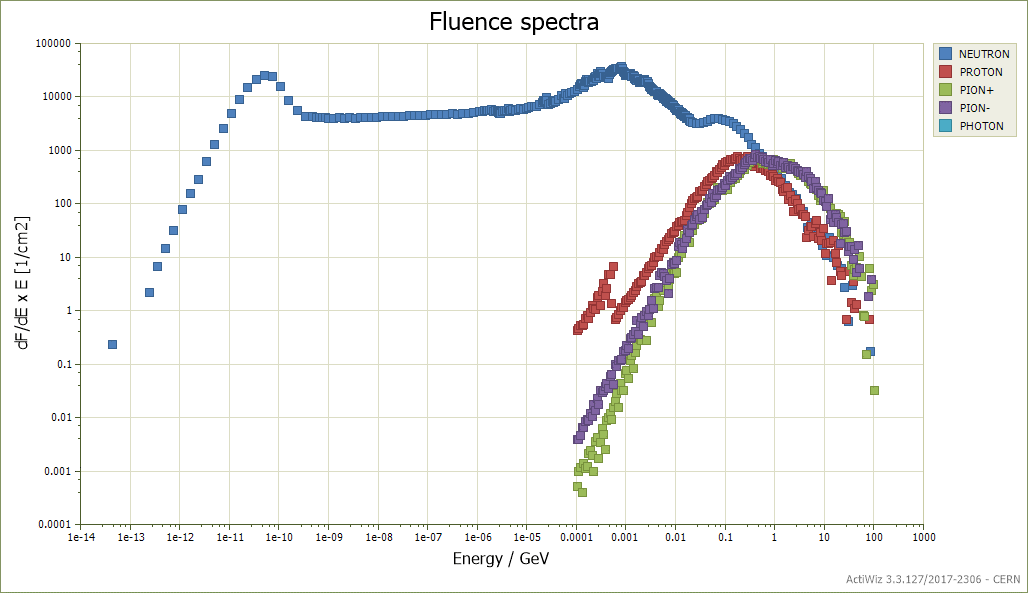 Fluence spectra
100000
10000
1000
100
10
1
0.1
0.01
0.001
0.0001
dF/dE x E [1/cm2]
1e-14 1e-13 1e-12 1e-11 1e-10 1e-09 1e-08 1e-07 1e-06 1e-05 0.0001 0.001 0.01 0.1 1 10 100 1000
Energy / GeV
NEUTRON
PROTON
PION+
PION-
PHOTON
ActiWiz 3.3.127/2017-2306 - CERN